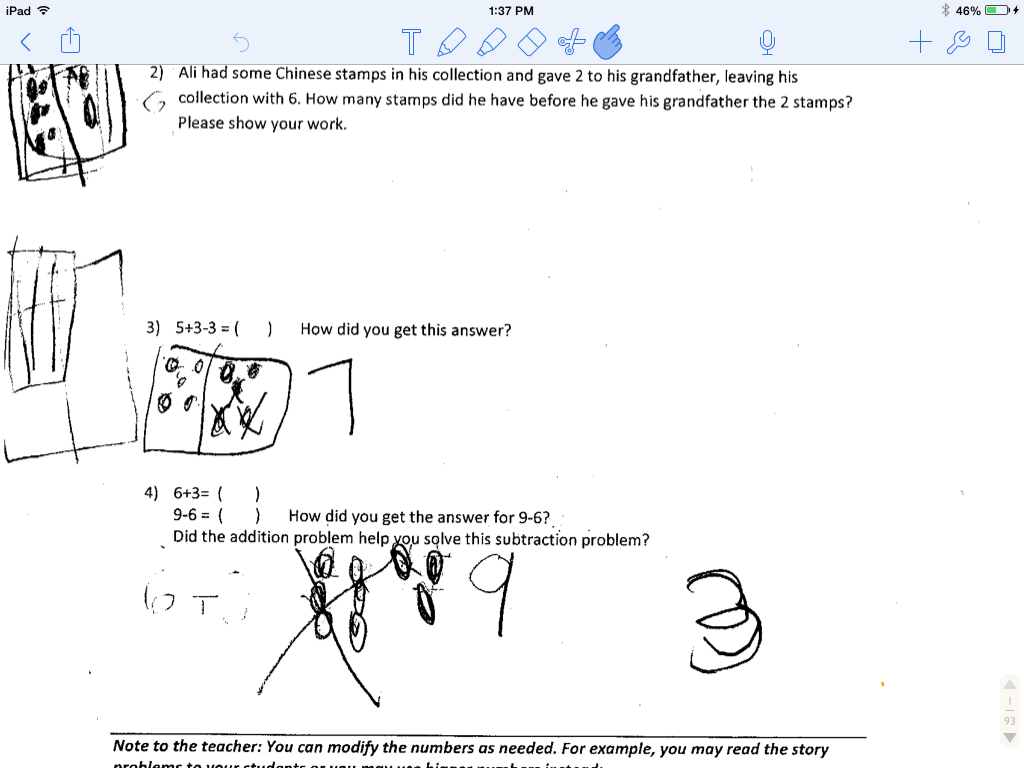 iPad
1:37 PM
46%
2) Ali had some Chinese stamps in his collection and gave 2 to his grandfather, leaving his
collection with 6. How many stamps did he have before he gave his grandfather the 2 stamps?
Please show your work.
3) 5+3-3 = (    ) How did you get this answer?
7
4) 6+3= (    )
9-6 = (    ) How did you get the answer for 9-6?
Did the addition problem help you solve this subtraction problem?
9
3
1
93
Note to the teacher: You can modify the numbers as needed. For example, you may read the story